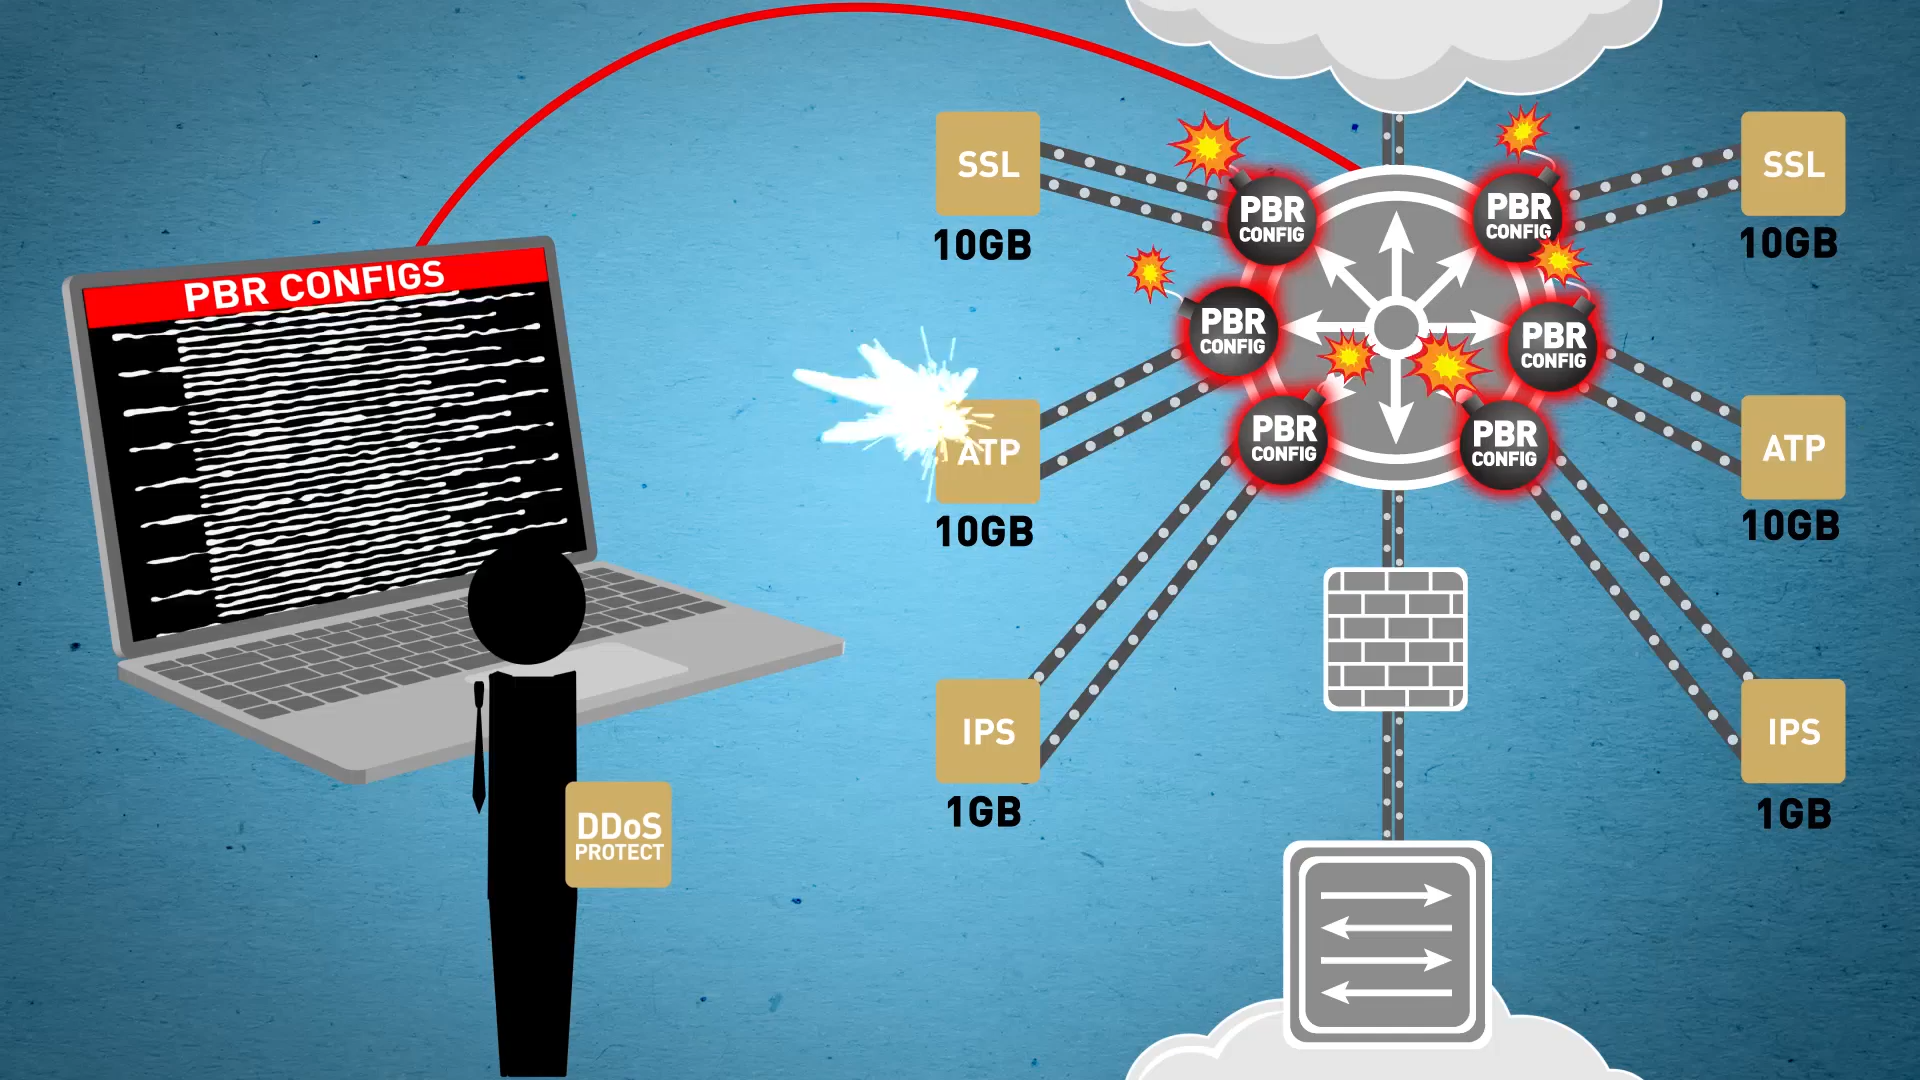 PBR CONFIGS
DDoS
PROTECT
SSL
10GB
ATP
10GB
IPS
1GB
PBR
CONFIG
PBR
CONFIG
PBR
CONFIG
PBR
CONFIG
PBR
CONFIG
PBR
CONFIG
SSL
10GB
ATP
10GB
IPS
1GB